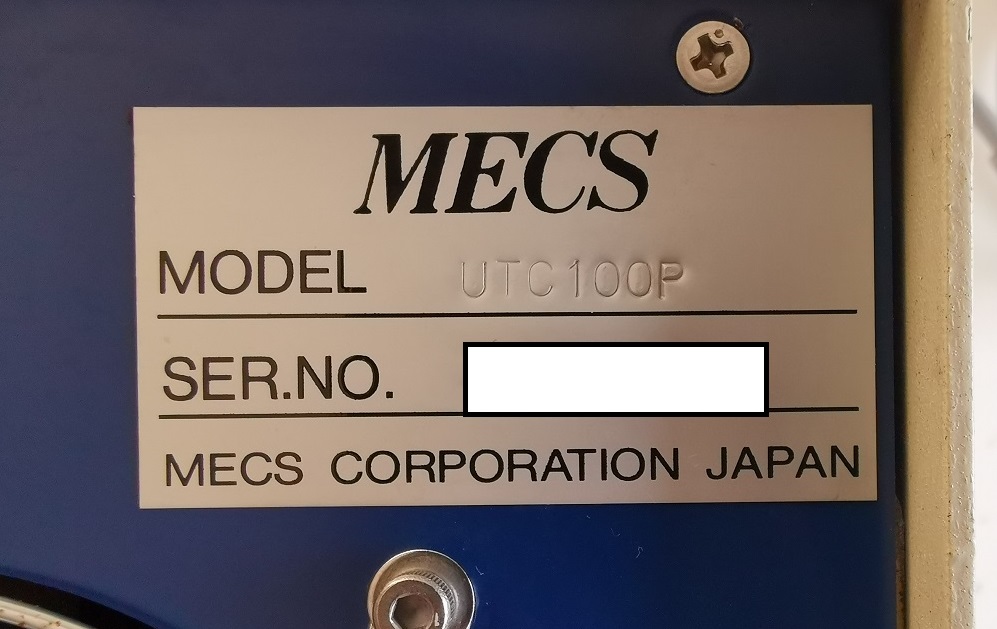 MECS
MODEL UTC100P
SER.NO.
MECS CORPORATION JAPAN